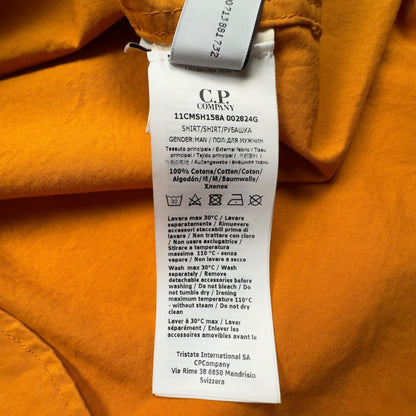 0713881732
C.P.
COMPANY
11CMSH158A 002824G
SHIRT/SHIRT/РУБАШКА
GENDER:MAN / ПОЛ:ДЛЯ МУЖЧИН
Tessuto principale / External fabric / Tissu
principal / Tejido principal /
/ Außengewebe / внешняя ткань
100% Cotone/Cotton/Coton/
Algodón/棉/綿/Baumwolle/
Хлопок
30
Lavare max 30°C / Lavare
separatamente / Rimuovere
accessori staccabili prima di
lavare / Non trattare con cloro
/ Non usare asciugatrice /
Stirare a temperatura
massima 110°C - senza
vapore / Non lavare a secco
Wash max 30°C / Wash
separately / Remove
detachable accessories before
washing / Do not bleach / Do
not tumble dry / Ironing
maximum temperature 110°C
- without steam / Do not dry
clean
Laver à 30°C max / Laver
séparément / Enlever les
accessoires amovibles avant le
Tristate International SA
CPCompany
Via Rime 38 6850 Mendrisio
Svizzera